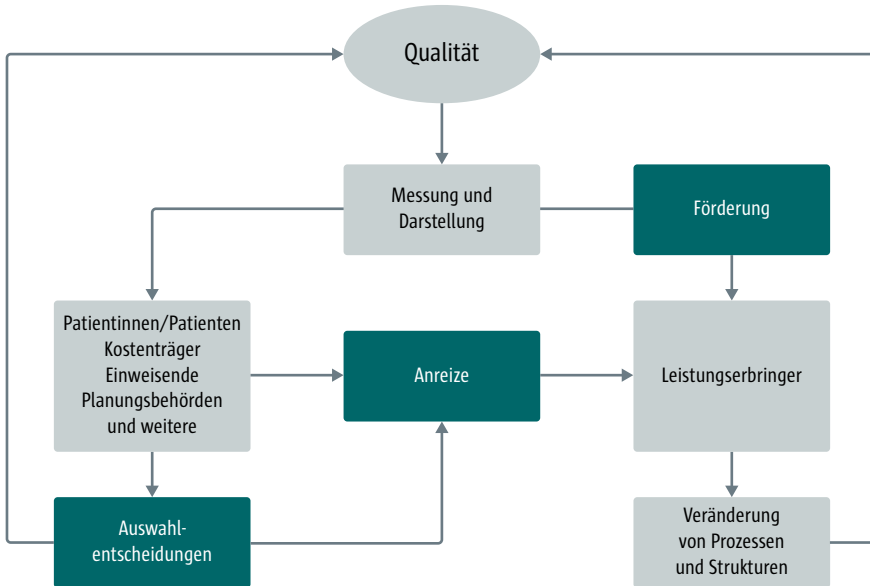 Qualität
Messung und
Darstellung
Förderung
Patientinnen/Patienten
Kostenträger
Einweisende
Planungsbehörden
und weitere
Anreize
Leistungserbringer
Auswahl-
entscheidungen
Veränderung
von Prozessen
und Strukturen